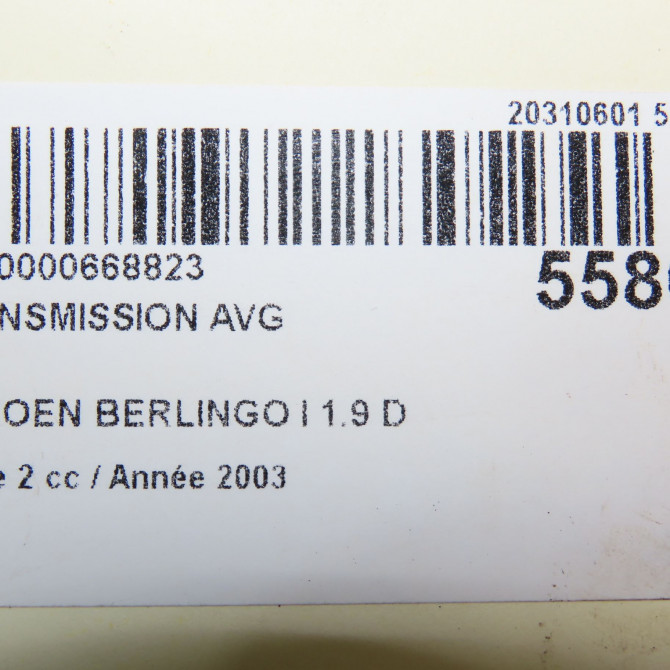 20310601 5
0000668823
558
NSMISSION AVG
OEN BERLINGO I 1.9 D
e 2 cc / Année 2003